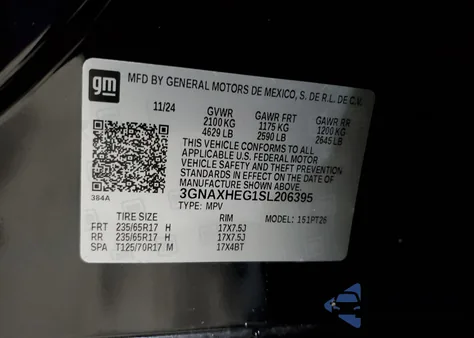 gm
MFD BY GENERAL MOTORS DE MEXICO, S. DE R.L. DE C.V.
11/24 GVWR GAWR FRT GAWR RR
2100 KG 1175 KG 1200 KG
4629 LB 2590 LB 2645 LB
THIS VEHICLE CONFORMS TO ALL
APPLICABLE U.S. FEDERAL MOTOR
VEHICLE SAFETY AND THEFT PREVENTION
STANDARDS IN EFFECT ON THE DATE OF
3GNAXHEG1SL206395
384A TYPE: MPV MODEL: 1S1PT26
TIRE SIZE RIM
FRT 235/65R17 H 17X7.5J
RR 235/65R17 H 17X7.5J
SPA T125/70R17 M 17X4BT